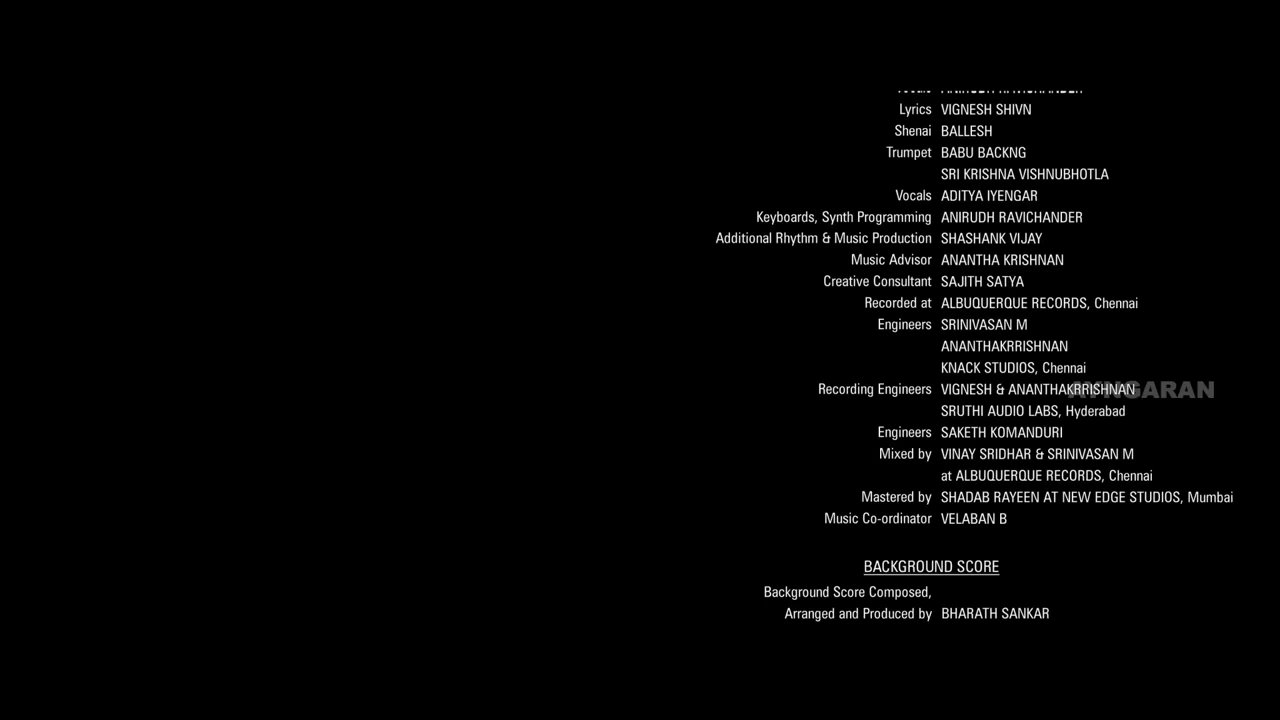 Vocals ANIRUDH RAVICHANDER
Lyrics VIGNESH SHIVN
Shenai BALLESH
Trumpet BABU BACKNG
SRI KRISHNA VISHNUBHOTLA
Vocals ADITYA IYENGAR
Keyboards, Synth Programming ANIRUDH RAVICHANDER
Additional Rhythm & Music Production SHASHANK VIJAY
Music Advisor ANANTHA KRISHNAN
Creative Consultant SAJITH SATYA
Recorded at ALBUQUERQUE RECORDS, Chennai
Engineers SRINIVASAN M
ANANTHAKRRISHNAN
KNACK STUDIOS, Chennai
Recording Engineers VIGNESH & ANANTHAKRRISHNAN
AYNGARAN
SRUTHI AUDIO LABS, Hyderabad
Engineers SAKETH KOMANDURI
Mixed by VINAY SRIDHAR & SRINIVASAN M
at ALBUQUERQUE RECORDS, Chennai
Mastered by SHADAB RAYEEN AT NEW EDGE STUDIOS, Mumbai
Music Co-ordinator VELABAN B
BACKGROUND SCORE
Background Score Composed,
Arranged and Produced by BHARATH SANKAR